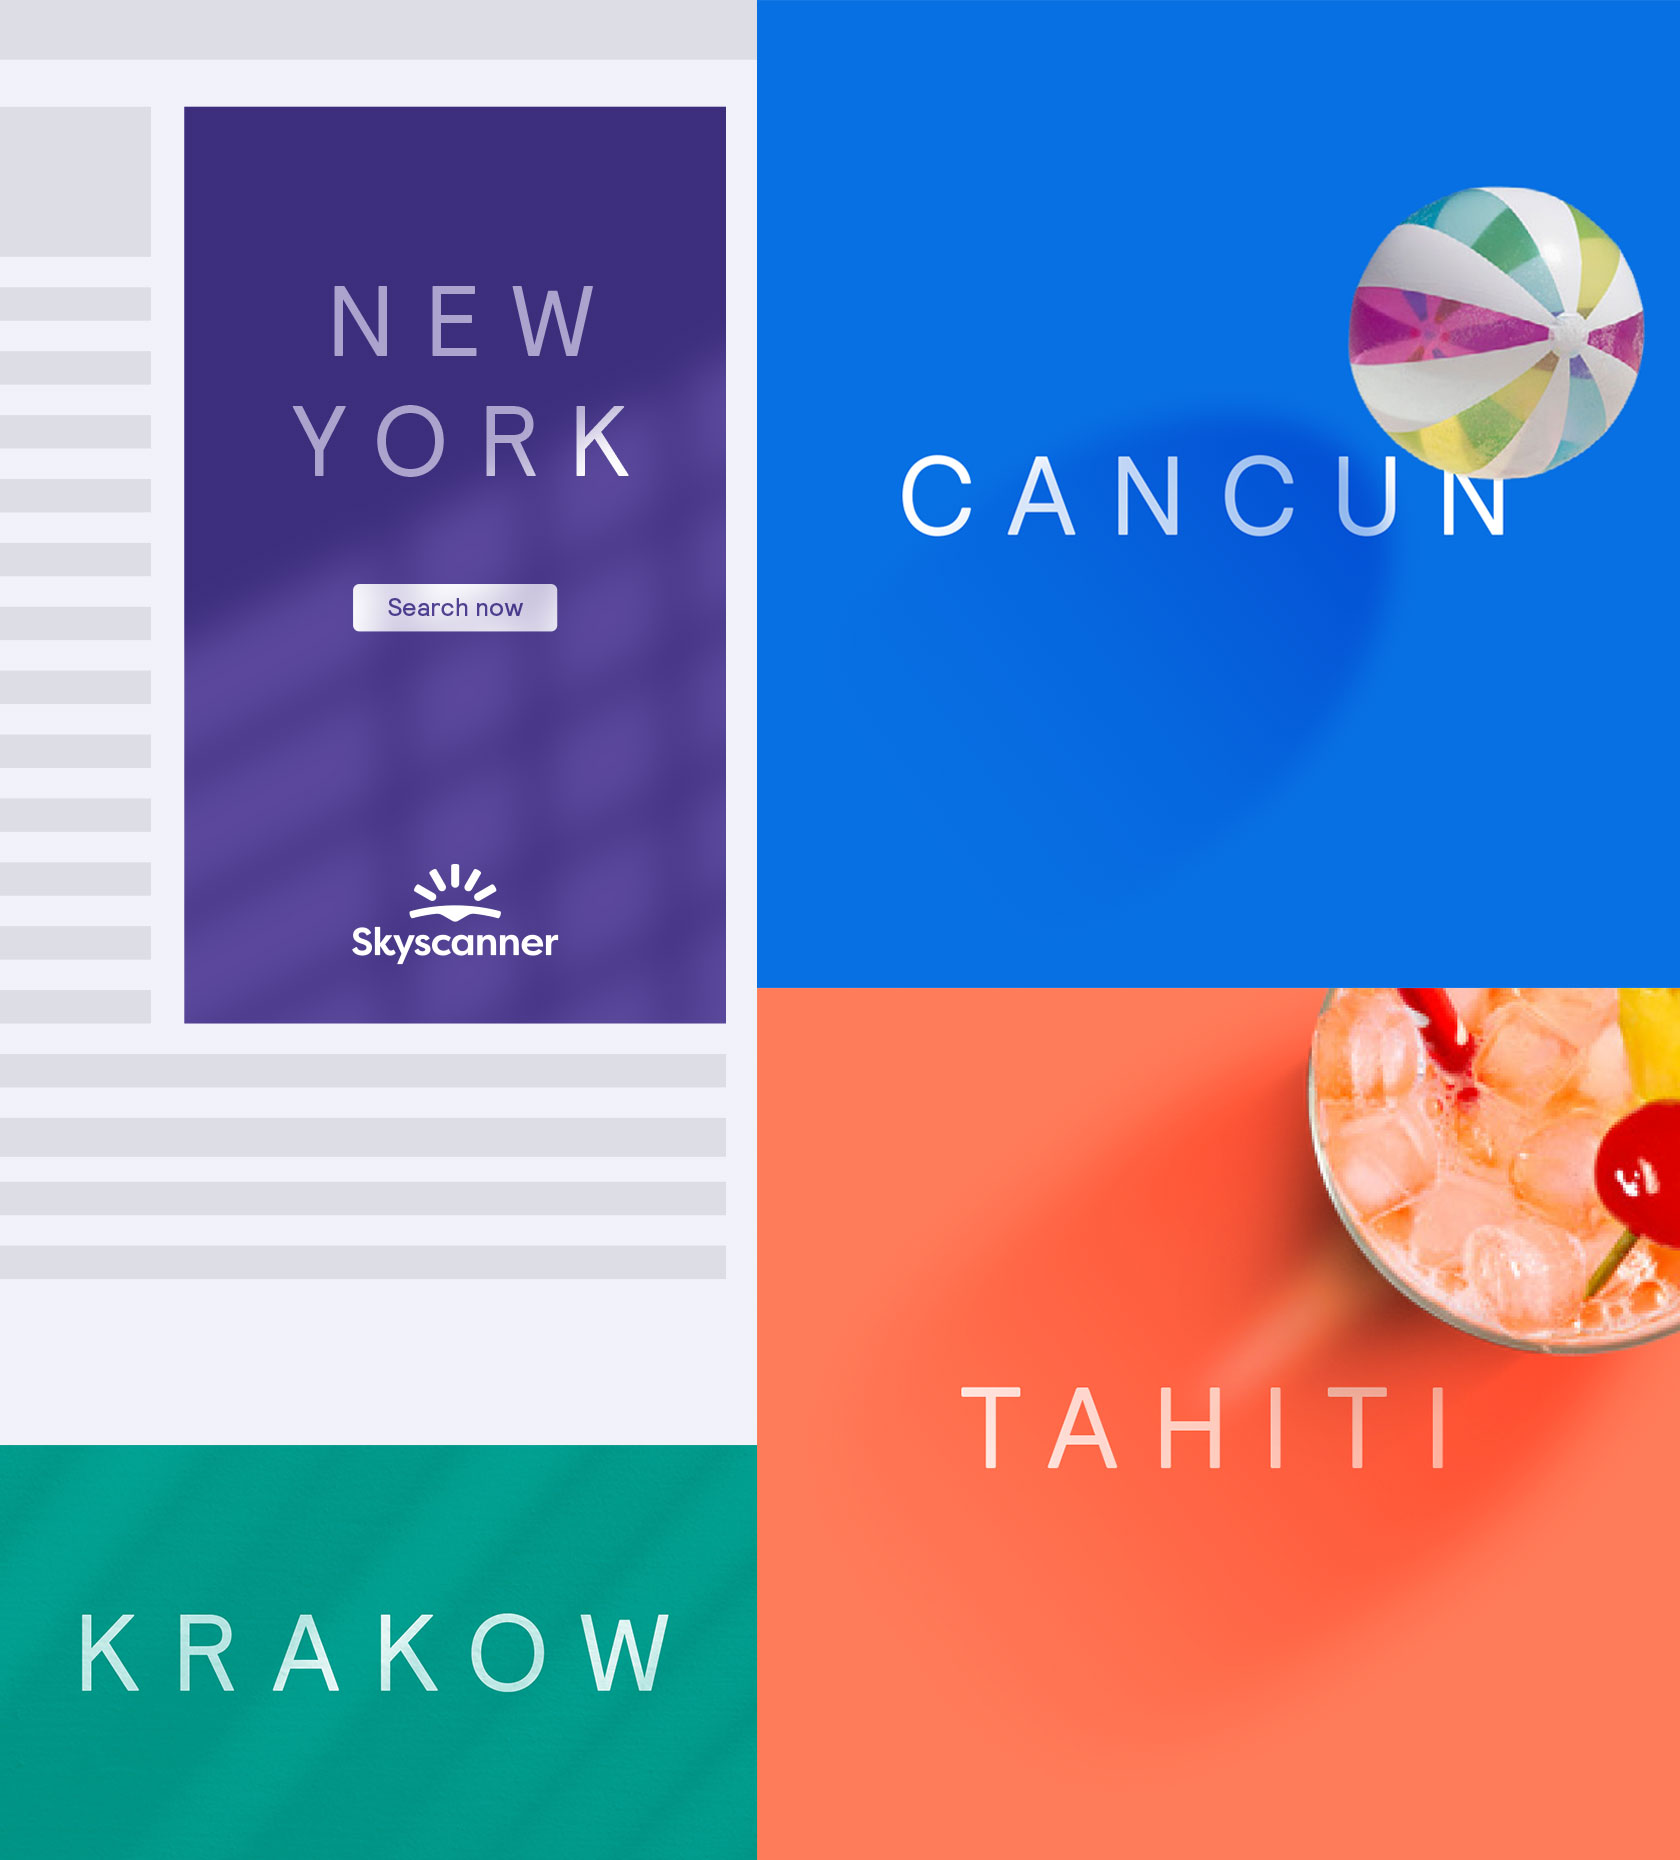 NEW
YORK
Search now
Skyscanner
CANCUN
TAHITI
KRAKOW